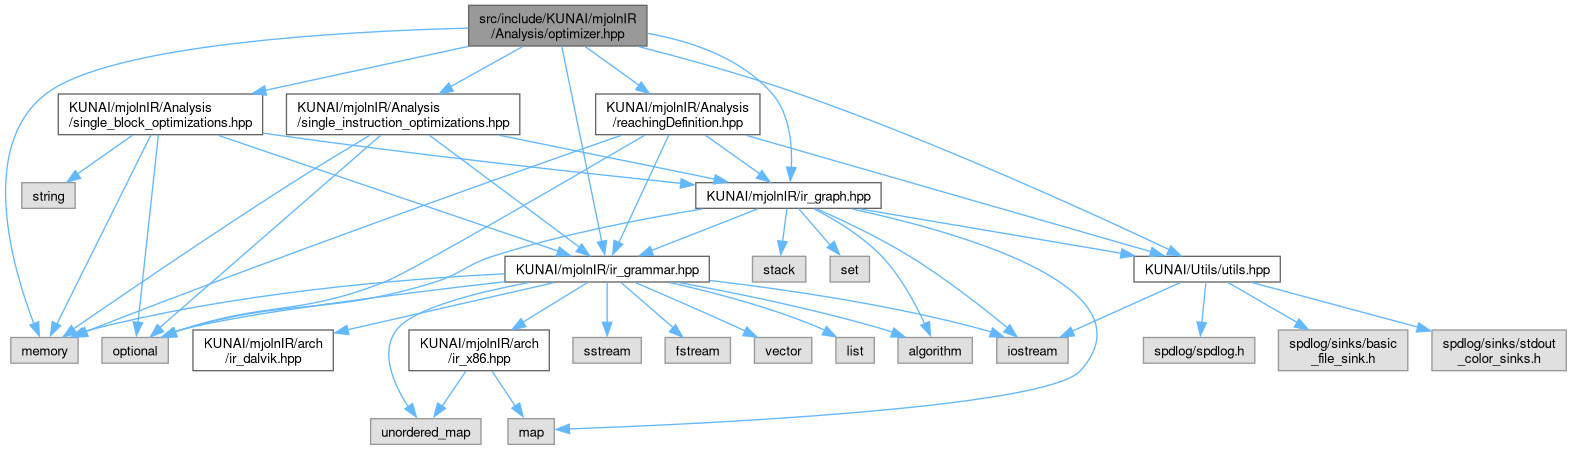 src/include/KUNAI/mjolnIR
/Analysis/optimizer.hpp
KUNAI/mjolnIR/Analysis
/single_block_optimizations.hpp
KUNAI/mjolnIR/Analysis
/single_instruction_optimizations.hpp
KUNAI/mjolnIR/Analysis
/reachingDefinition.hpp
string
KUNAI/mjolnIR/ir_graph.hpp
KUNAI/mjolnIR/ir_grammar.hpp
stack
set
KUNAI/Utils/utils.hpp
memory
optional
KUNAI/mjolnIR/arch
/ir_dalvik.hpp
KUNAI/mjolnIR/arch
/ir_x86.hpp
sstream
fstream
vector
list
algorithm
iostream
spdlog/spdlog.h
spdlog/sinks/basic
_file_sink.h
spdlog/sinks/stdout
_color_sinks.h
unordered_map
map